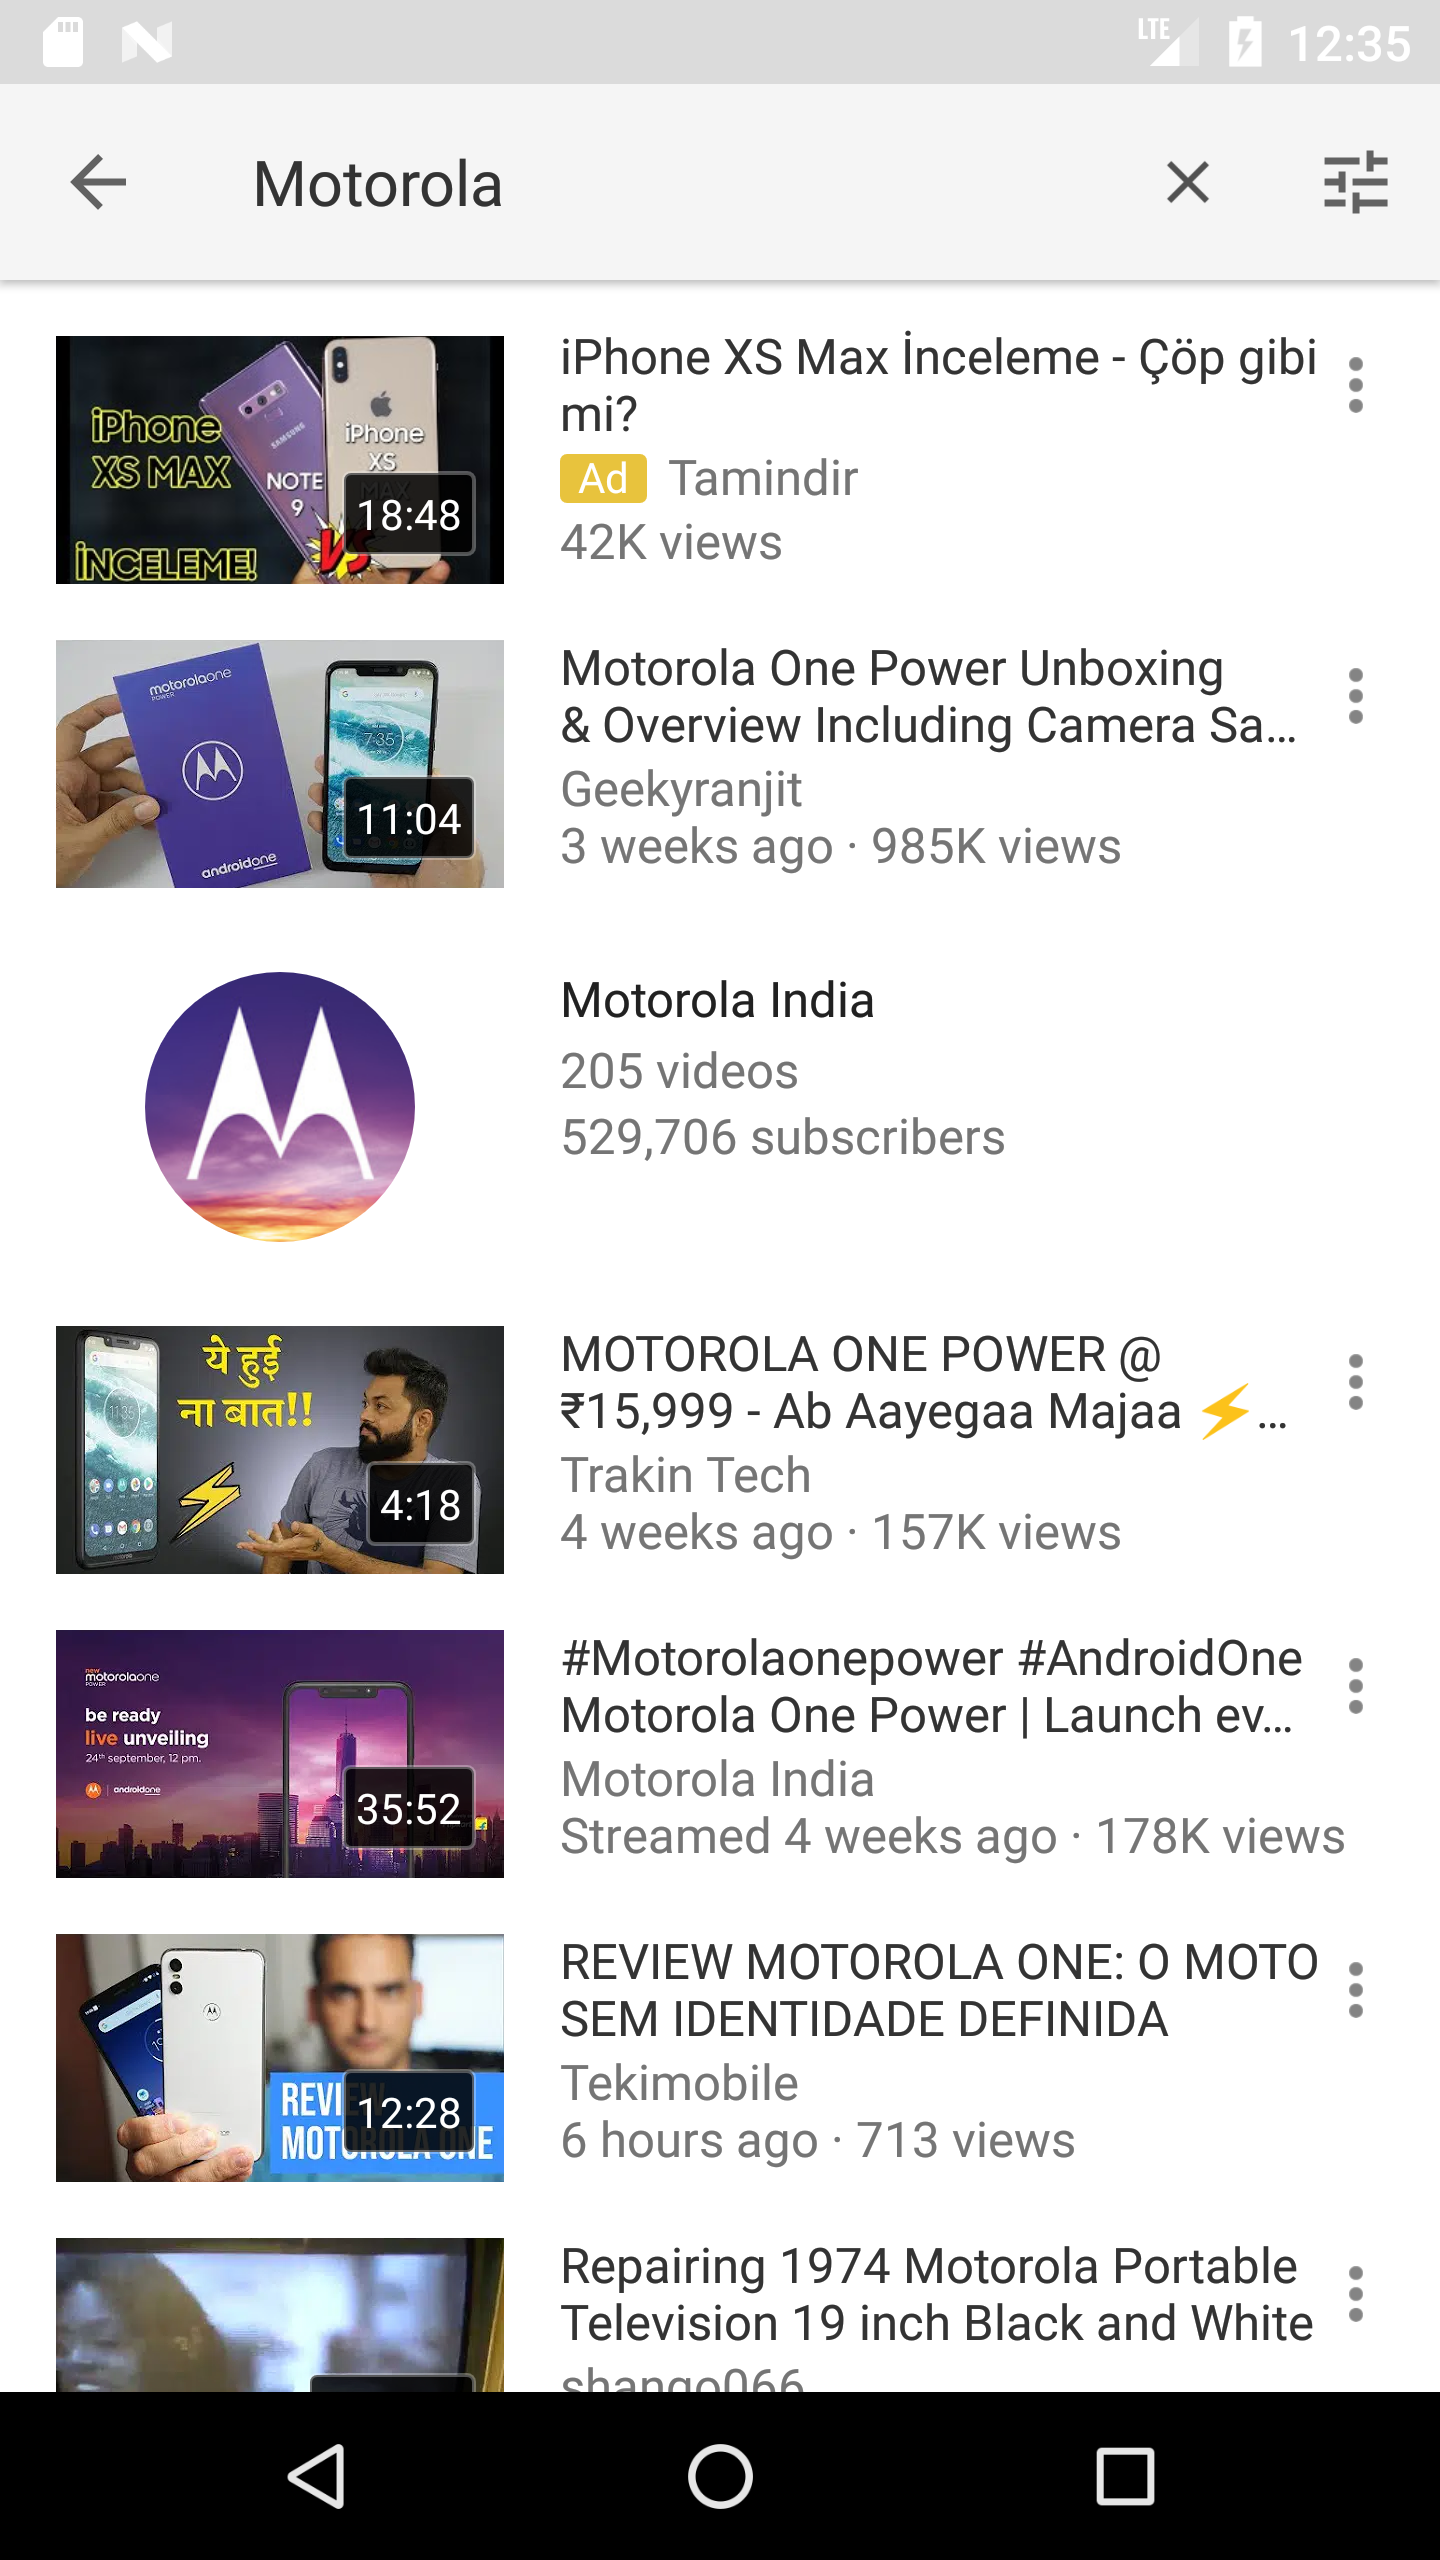 LTE 12:35
Motorola
iPhone
XS MAX
NOTE
9
SAMSUNG
iPhone
XS
MAX
VS
18:48
İNCELEME!
iPhone XS Max İnceleme - Çöp gibi
mi?
Ad Tamindir
42K views
motorolaone
POWER
androidone
7:35
11:04
Motorola One Power Unboxing
& Overview Including Camera Sa...
Geekyranjit
3 weeks ago · 985K views
Motorola India
205 videos
529,706 subscribers
ये हुई
ना बात!!
11:35
4:18
MOTOROLA ONE POWER @
₹15,999 - Ab Aayegaa Majaa ⚡...
Trakin Tech
4 weeks ago · 157K views
new
motorolaone
POWER
be ready
live unveiling
24th september, 12 pm.
androidone
35:52
#Motorolaonepower #AndroidOne
Motorola One Power | Launch ev...
Motorola India
Streamed 4 weeks ago · 178K views
REVIEW
MOTOROLA ONE
12:28
REVIEW MOTOROLA ONE: O MOTO
SEM IDENTIDADE DEFINIDA
Tekimobile
6 hours ago · 713 views
Repairing 1974 Motorola Portable
Television 19 inch Black and White
shango066